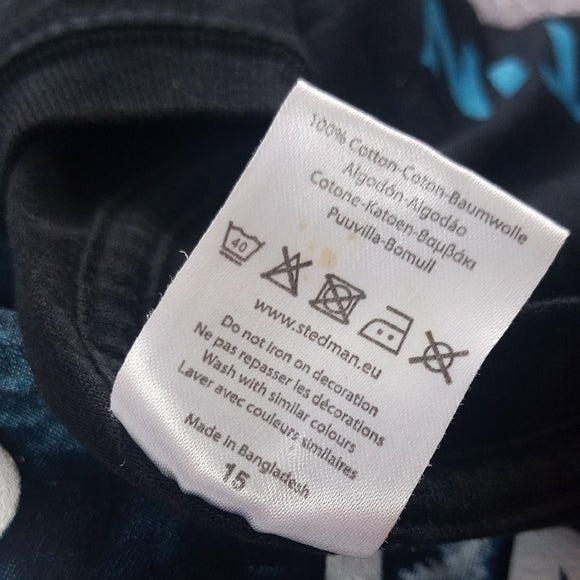 100% Cotton-Coton-Baumwolle
Algodón-Algodão
Cotone-Katoen-Βαμβάκι
Puuvilla-Bomull
40
www.stedman.eu
Do not iron on decoration
Ne pas repasser les décorations
Wash with similar colours
Laver avec couleurs similaires
Made in Bangladesh
15